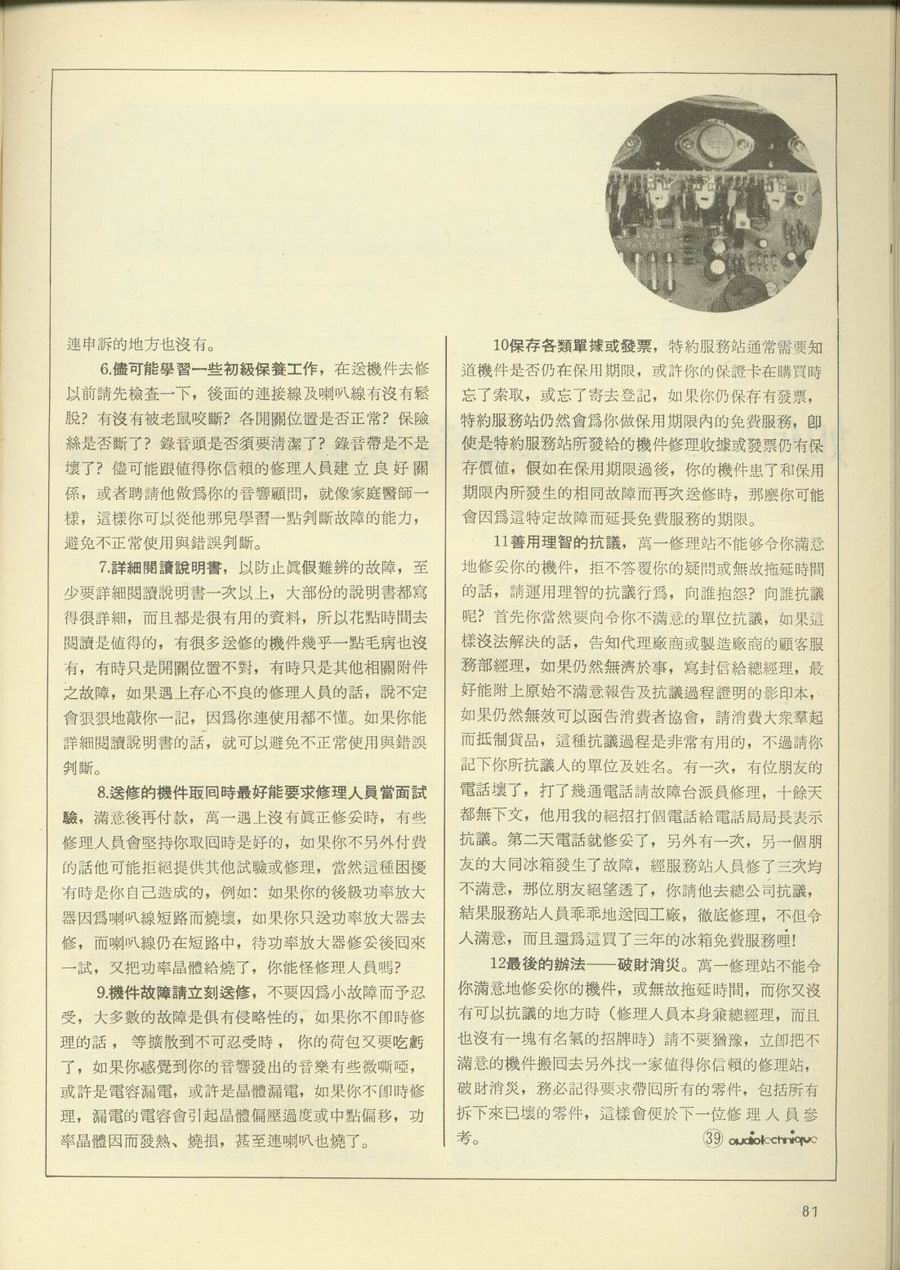 連申訴的地方也沒有。
6.儘可能學習一些初級保養工作，在送機件去修
以前請先檢查一下，後面的連接線及喇叭線有沒有鬆
脫？有沒有被老鼠咬斷？各開關位置是否正常？保險
絲是否斷了？錄音頭是否須要清潔了？錄音帶是不是
壞了？儘可能跟值得你信賴的修理人員建立良好關
係，或者聘請他做爲你的音響顧問，就像家庭醫師一
樣，這樣你可以從他那兒學習一點判斷故障的能力，
避免不正常使用與錯誤判斷。
7.詳細閱讀說明書，以防止眞假難辨的故障，至
少要詳細閱讀說明書一次以上，大部份的說明書都寫
得很詳細，而且都是很有用的資料，所以花點時間去
閱讀是值得的，有很多送修的機件幾乎一點毛病也沒
有，有時只是開關位置不對，有時只是其他相關附件
之故障，如果遇上存心不良的修理人員的話，說不定
會狠狠地敲你一記，因爲你連使用都不懂。如果你能
詳細閱讀說明書的話，就可以避免不正常使用與錯誤
判斷。
8.送修的機件取囘時最好能要求修理人員當面試
驗，滿意後再付款，萬一遇上沒有眞正修妥時，有些
修理人員會堅持你取囘時是好的，如果你不另外付費
的話他可能拒絕提供其他試驗或修理，當然這種困擾
有時是你自己造成的，例如：如果你的後級功率放大
器因爲喇叭線短路而燒壞，如果你只送功率放大器去
修，而喇叭線仍在短路中，待功率放大器修妥後囘來
一試，又把功率晶體給燒了，你能怪修理人員嗎？
9.機件故障請立刻送修，不要因爲小故障而予忍
受，大多數的故障是俱有侵略性的，如果你不卽時修
理的話，等擴散到不可忍受時，你的荷包又要吃虧
了，如果你感覺到你的音響發出的音樂有些微嘶啞，
或許是電容漏電，或許是晶體漏電，如果你不卽時修
理，漏電的電容會引起晶體偏壓過度或中點偏移，功
率晶體因而發熱、燒損，甚至連喇叭也燒了。
10保存各類單據或發票，特約服務站通常需要知
道機件是否仍在保用期限，或許你的保證卡在購買時
忘了索取，或忘了寄去登記，如果你仍保存有發票，
特約服務站仍然會爲你做保用期限內的免費服務，卽
使是特約服務站所發給的機件修理收據或發票仍有保
存價值，假如在保用期限過後，你的機件患了和保用
期限內所發生的相同故障而再次送修時，那麽你可能
會因爲這特定故障而延長免費服務的期限。
11善用理智的抗議，萬一修理站不能够令你滿意
地修妥你的機件，拒不答覆你的疑問或無故拖延時間
的話，請運用理智的抗議行爲，向誰抱怨？向誰抗議
呢？首先你當然要向令你不滿意的單位抗議，如果這
樣沒法解決的話，告知代理廠商或製造廠商的顧客服
務部經理，如果仍然無濟於事，寫封信給總經理，最
好能附上原始不滿意報告及抗議過程證明的影印本，
如果仍然無效可以函告消費者協會，請消費大衆羣起
而抵制貨品，這種抗議過程是非常有用的，不過請你
記下你所抗議人的單位及姓名。有一次，有位朋友的
電話壞了，打了幾通電話請故障台派員修理，十餘天
都無下文，他用我的絕招打個電話給電話局局長表示
抗議。第二天電話就修妥了，另外有一次，另一個朋
友的大同冰箱發生了故障，經服務站人員修了三次均
不滿意，那位朋友絕望透了，你請他去總公司抗議，
結果服務站人員乖乖地送囘工廠，徹底修理，不但令
人滿意，而且還爲這買了三年的冰箱免費服務哩！
12最後的辦法——破財消災。萬一修理站不能令
你滿意地修妥你的機件，或無故拖延時間，而你又沒
有可以抗議的地方時（修理人員本身兼總經理，而且
也沒有一塊有名氣的招牌時）請不要猶豫，立卽把不
滿意的機件搬囘去另外找一家值得你信賴的修理站，
破財消災，務必記得要求帶囘所有的零件，包括所有
拆下來已壞的零件，這樣會便於下一位修理人員參
考。
㊴ audiotechnique
81